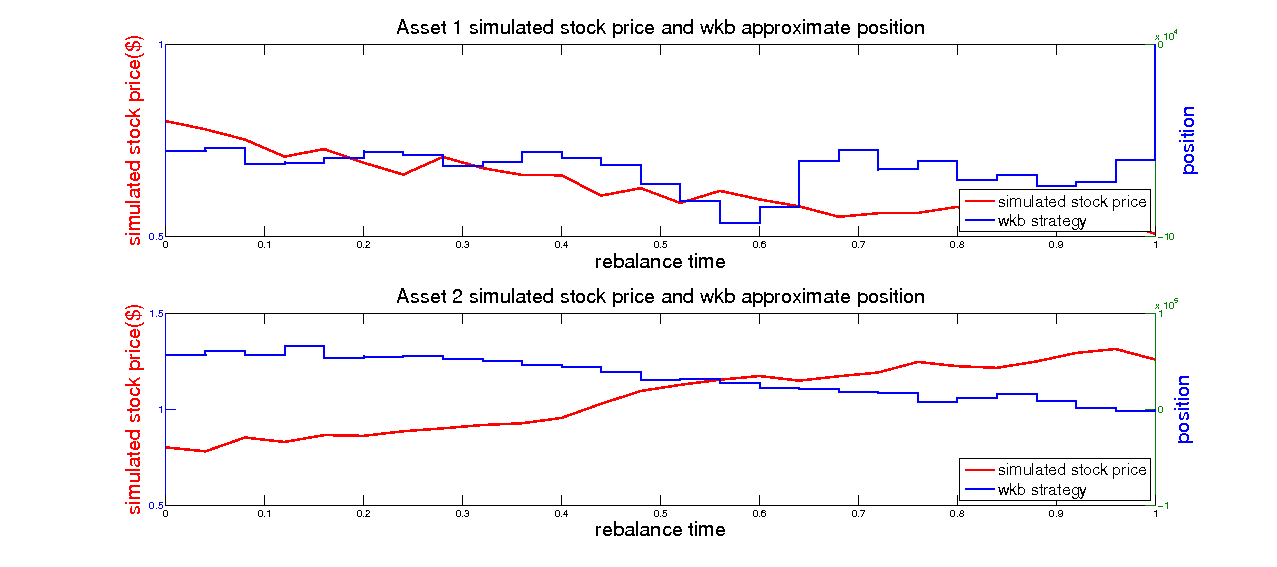 Asset 1 simulated stock price and wkb approximate position
simulated stock price($)
1
0.5
x 10^4
0
-10
position
simulated stock price
wkb strategy
0 0.1 0.2 0.3 0.4 0.5 0.6 0.7 0.8 0.9 1
rebalance time
Asset 2 simulated stock price and wkb approximate position
simulated stock price($)
1.5
1
0.5
1
0
-1
position
simulated stock price
wkb strategy
0 0.1 0.2 0.3 0.4 0.5 0.6 0.7 0.8 0.9 1
rebalance time